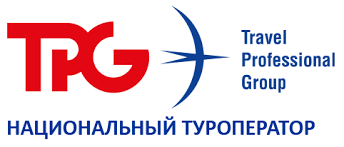 TPG
Travel
Professional
Group
НАЦИОНАЛЬНЫЙ ТУРОПЕРАТОР